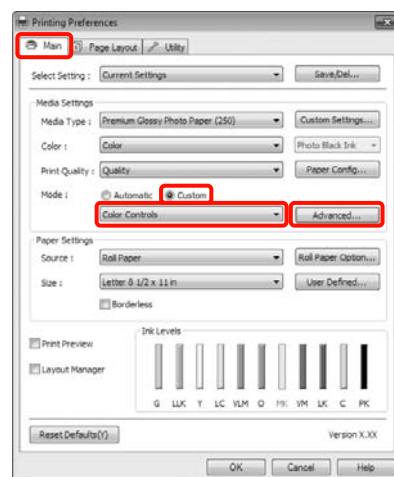 Printing Preferences
Main Page Layout Utility
Select Setting : Current Settings Save/Del...
Media Settings
Media Type : Premium Glossy Photo Paper (250) Custom Settings...
Color : Color Photo Black Ink
Print Quality : Quality Paper Config...
Mode : Automatic Custom
Color Controls Advanced...
Paper Settings
Source : Roll Paper Roll Paper Option...
Size : Letter 8 1/2 x 11 in User Defined...
Borderless
Ink Levels
Print Preview
Layout Manager
G LLK Y LC VLM O MK VM LK C PK
Reset Defaults(Y) Version X.XX
OK Cancel Help